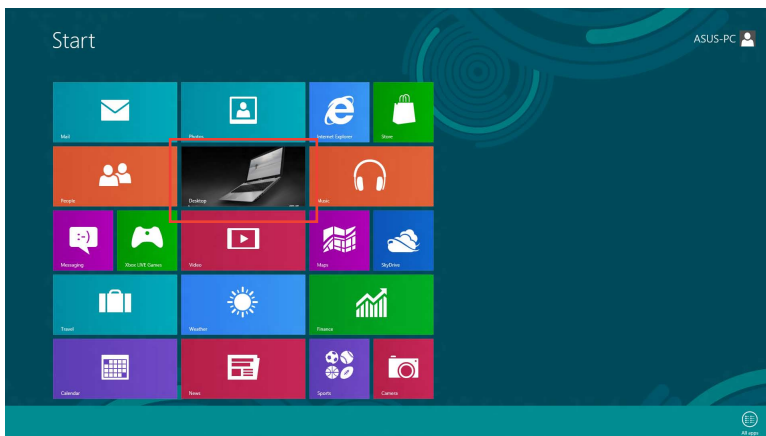 Start
ASUS-PC
Mail
Photos
Internet Explorer
Store
People
Desktop
Music
Messaging
Xbox LIVE Games
Video
Maps
SkyDrive
Travel
Weather
Finance
Calendar
News
Sports
Camera
All apps